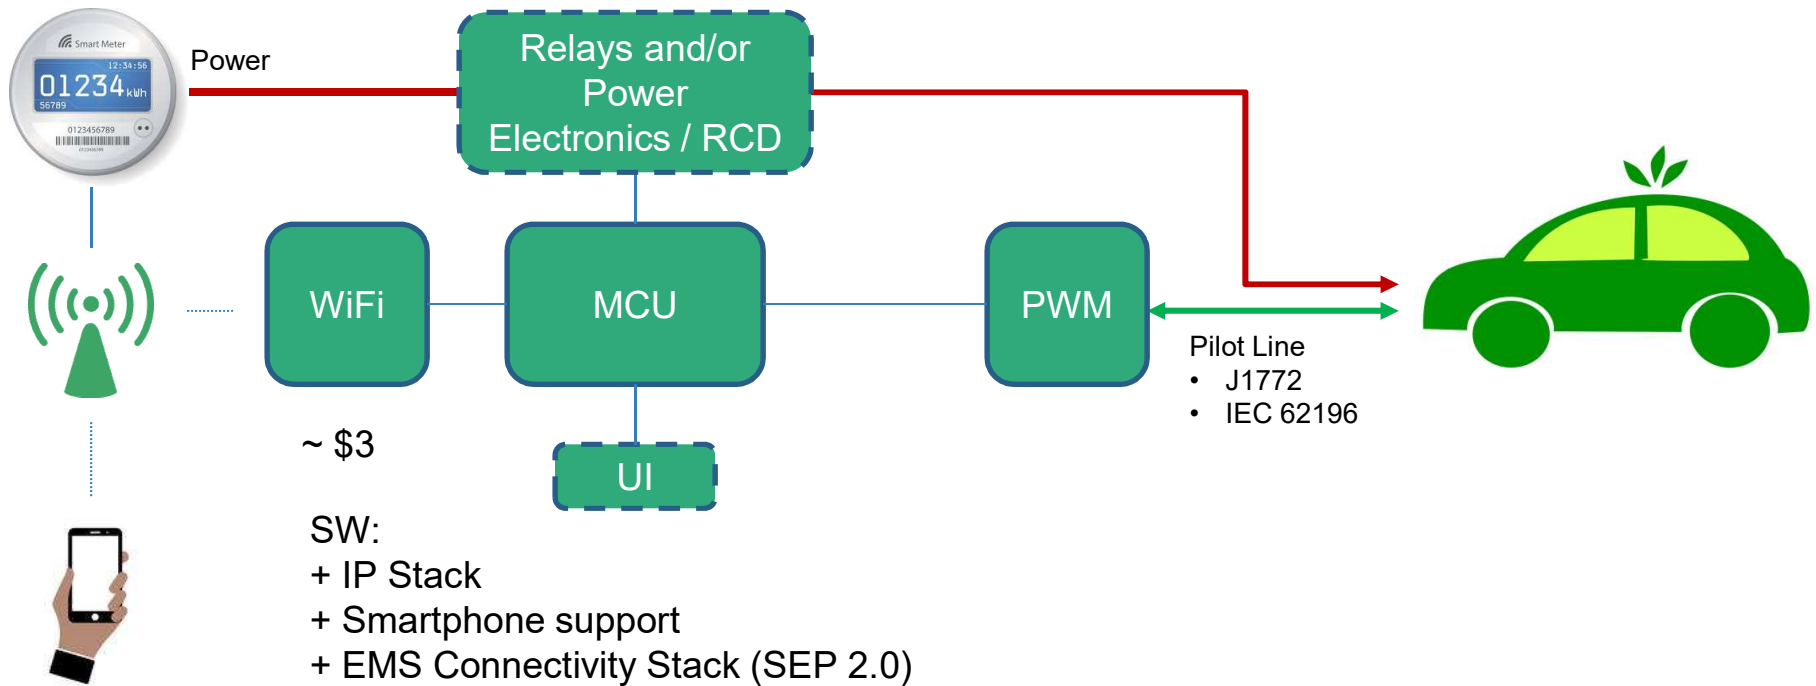 Smart Meter
12:34:56
01234 kWh
56789
0123456789
0123456789
Power
Relays and/or
Power
Electronics / RCD
WiFi
MCU
PWM
Pilot Line
• J1772
• IEC 62196
~ $3
UI
SW:
+ IP Stack
+ Smartphone support
+ EMS Connectivity Stack (SEP 2.0)